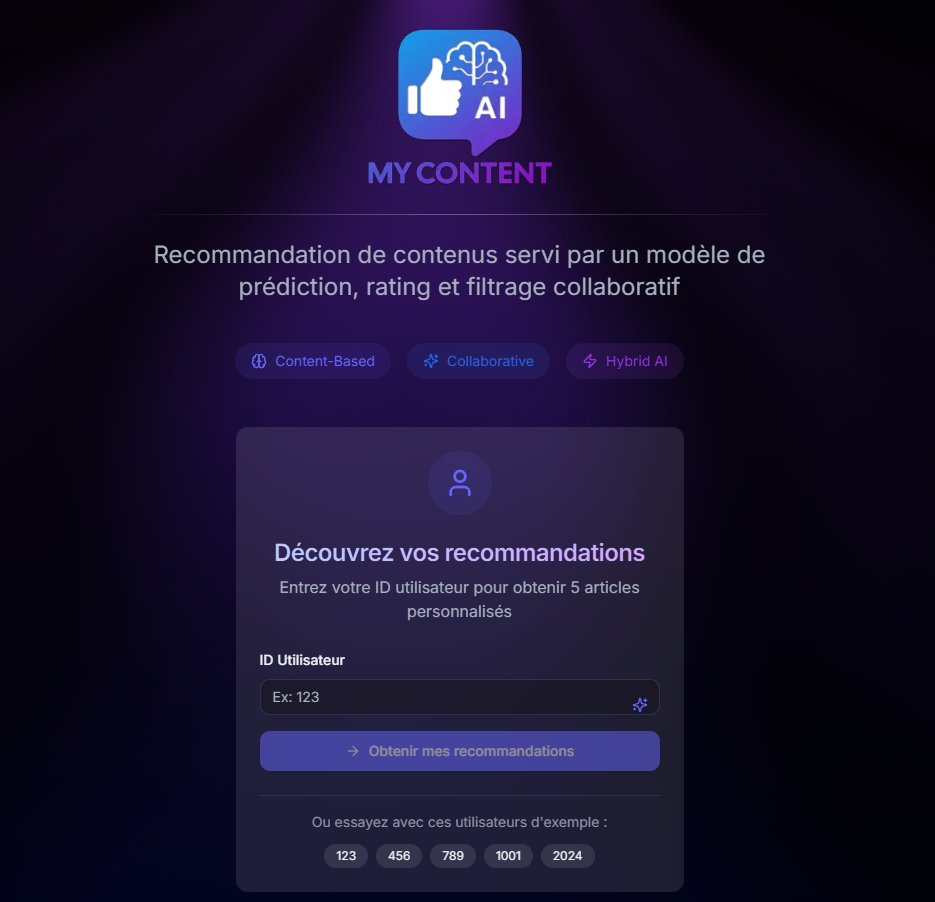 AI
MY CONTENT
Recommandation de contenus servi par un modèle de
prédiction, rating et filtrage collaboratif
Content-Based
Collaborative
Hybrid AI
Découvrez vos recommandations
Entrez votre ID utilisateur pour obtenir 5 articles
personnalisés
ID Utilisateur
Ex: 123
Obtenir mes recommandations
Ou essayez avec ces utilisateurs d'exemple :
123 456 789 1001 2024